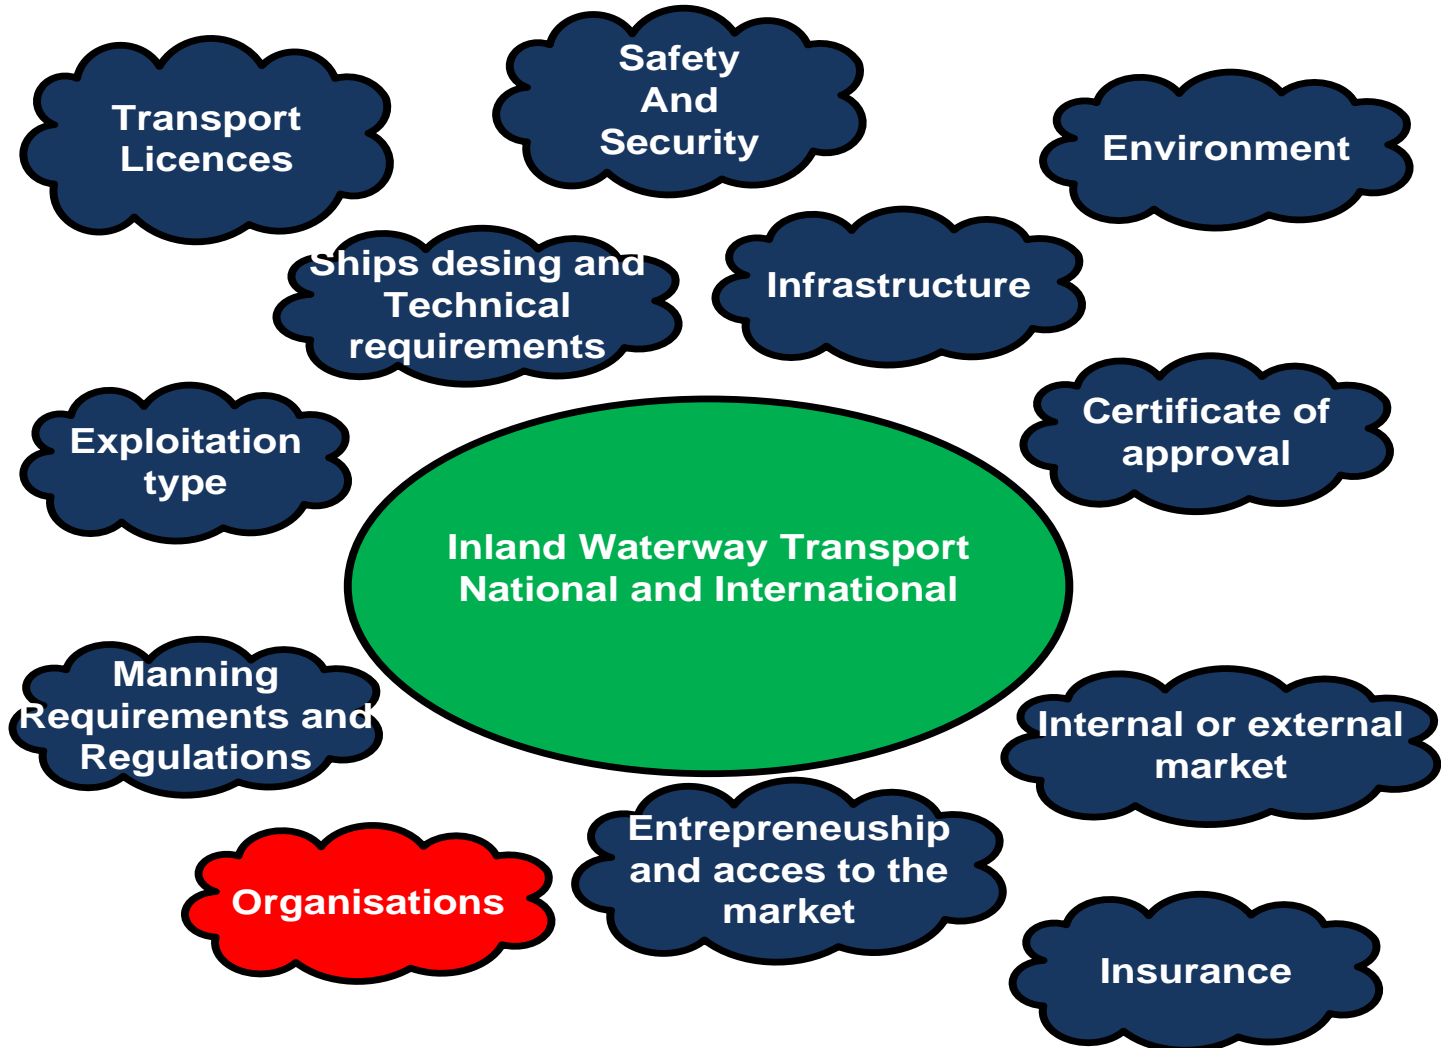 Safety
And
Security
Transport
Licences
Environment
Ships desing and
Technical
requirements
Infrastructure
Exploitation
type
Certificate of
approval
Inland Waterway Transport
National and International
Manning
Requirements and
Regulations
Internal or external
market
Entrepreneuship
and acces to the
market
Organisations
Insurance